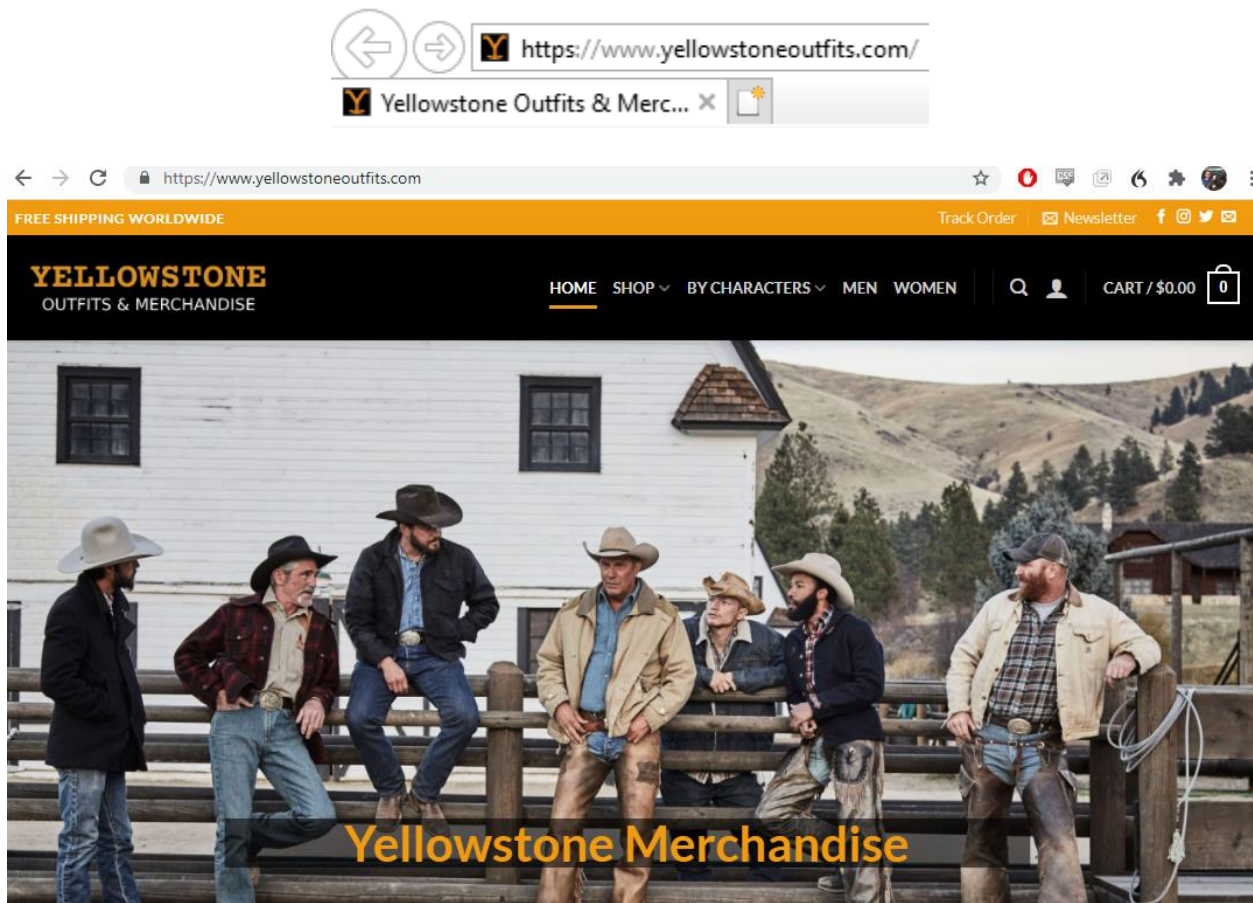 https://www.yellowstoneoutfits.com/
Yellowstone Outfits & Merc...
https://www.yellowstoneoutfits.com
FREE SHIPPING WORLDWIDE
Track Order
Newsletter
YELLOWSTONE
OUTFITS & MERCHANDISE
HOME SHOP BY CHARACTERS MEN WOMEN
CART / $0.00 0
Yellowstone Merchandise